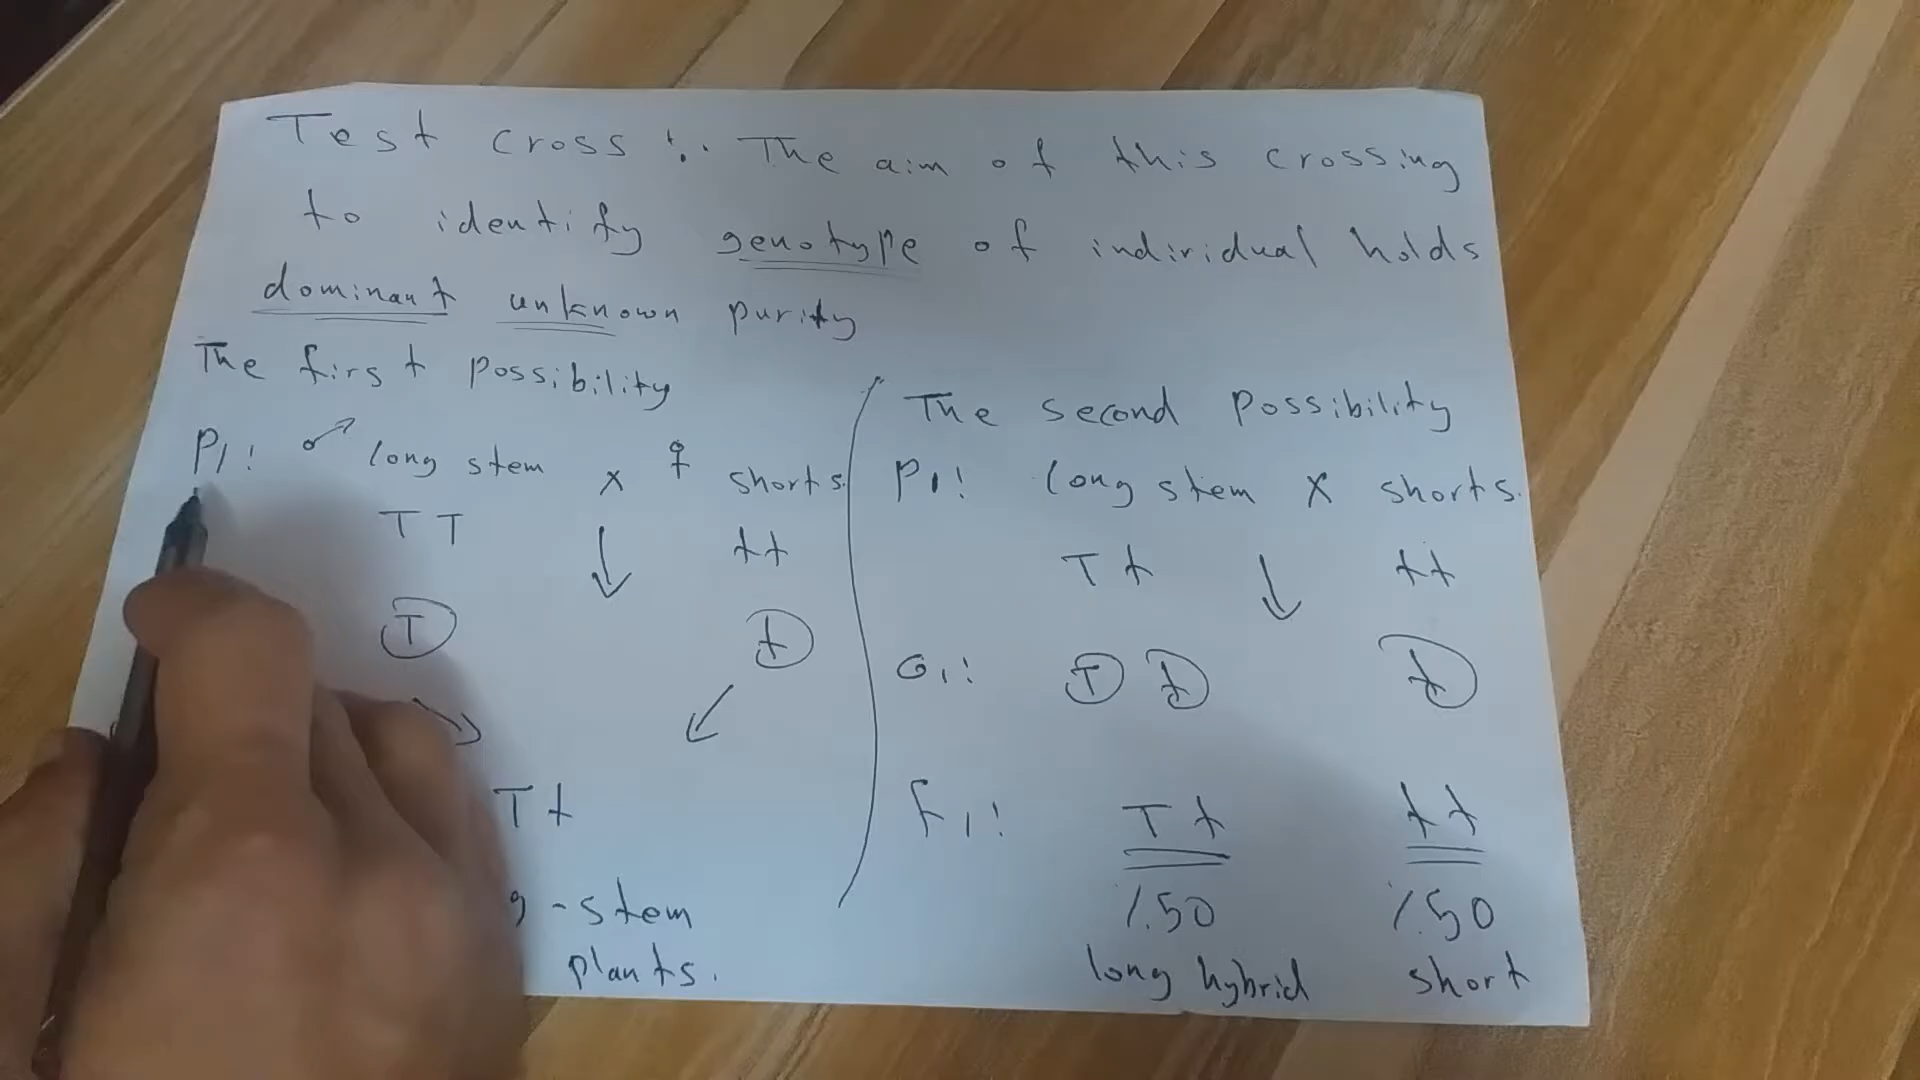 Test cross :. The aim of this crossing
to identify genotype of individual holds
dominant unknown purity
The first possibility
P1: ♂ long stem x ♀ short s.
TT tt
T t
Tt
g-stem
plants.
The second possibility
P1: long stem x short s.
Tt tt
G1: T t t
F1: Tt tt
%50 %50
long hybrid short